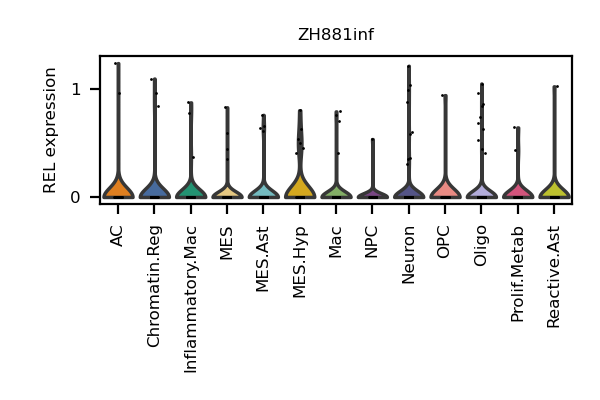 ZH881inf
REL expression
1
0
AC
Chromatin.Reg
Inflammatory.Mac
MES
MES.Ast
MES.Hyp
Mac
NPC
Neuron
OPC
Oligo
Prolif.Metab
Reactive.Ast